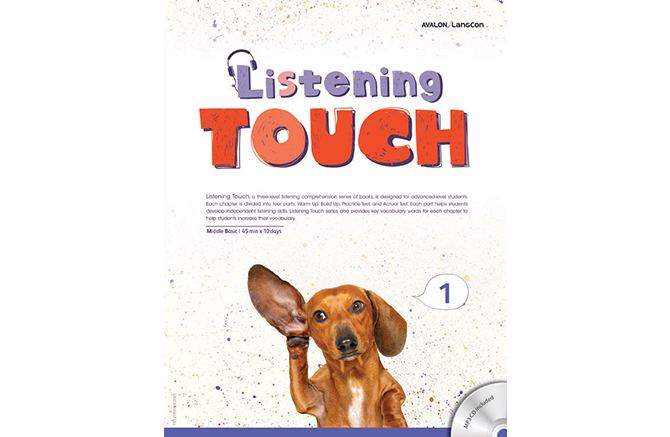 AVALON/LangCon
Listening
TOUCH
Listening Touch, a three-level listening comprehension series of books, is designed for advanced-level students.
Each chapter is divided into four parts: Warm Up, Build Up, Practice Test, and Actual Test. Each part helps students
develop independent listening skills. Listening Touch series also provides key vocabulary words for each chapter to
help students increase their vocabulary.
Middle Basic | 45 min x 10 days
1
MP3 CD Included